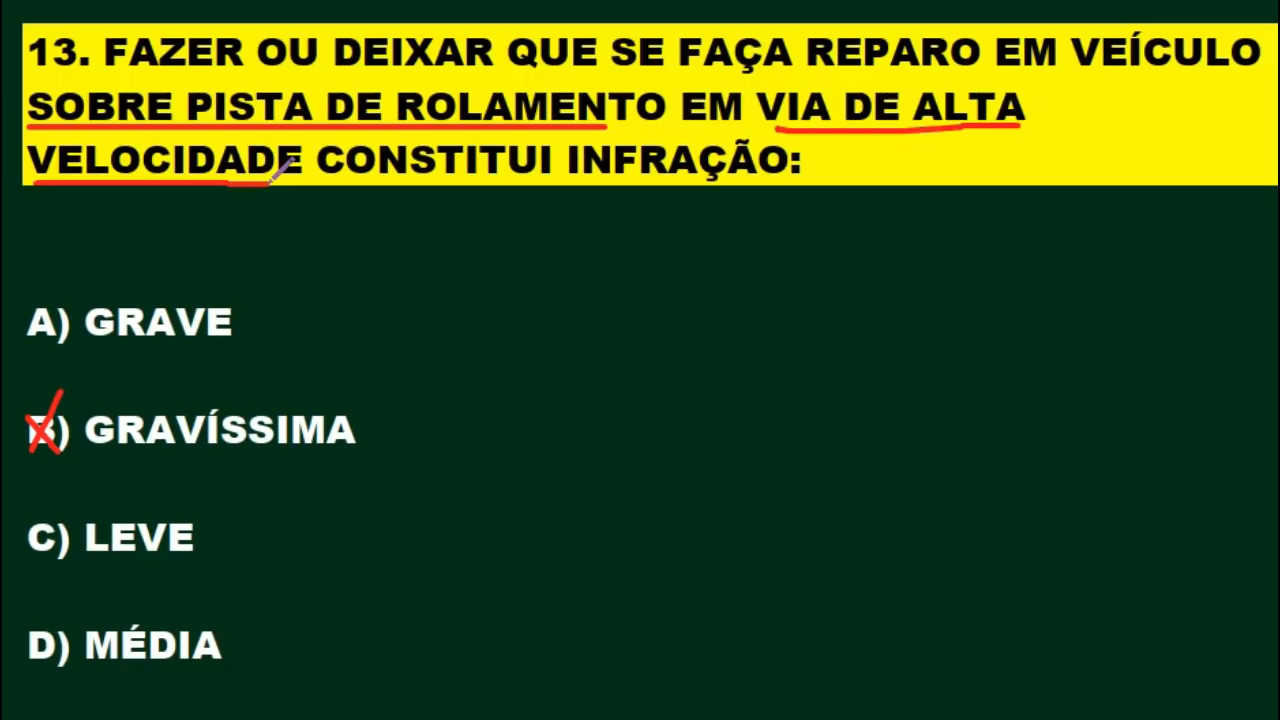 13. FAZER OU DEIXAR QUE SE FAÇA REPARO EM VEÍCULO
SOBRE PISTA DE ROLAMENTO EM VIA DE ALTA
VELOCIDADE CONSTITUI INFRAÇÃO:
A) GRAVE
B) GRAVÍSSIMA
C) LEVE
D) MÉDIA